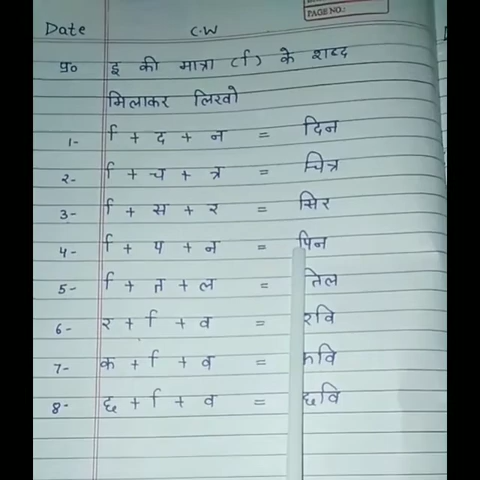 PAGE NO.:
Date C.W
प्र० इ की मात्रा (ि) के शब्द
मिलाकर लिखो
1- ि + द + न = दिन
2- ि + च + त्र = चित्र
3- ि + स + र = सिर
4- ि + प + न = पिन
5- ि + त + ल = तिल
6- र + ि + व = रवि
7- क + ि + व = कवि
8- छ + ि + व = छवि